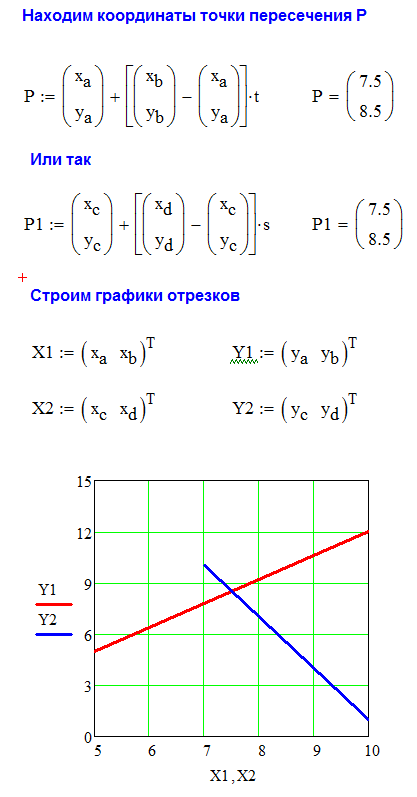 Находим координаты точки пересечения P
P := (xa ya) + [(xb yb) − (xa ya)]·t P = (7.5 8.5)
Или так
P1 := (xc yc) + [(xd yd) − (xc yc)]·s P1 = (7.5 8.5)
+
Строим графики отрезков
X1 := (xa xb)^T Y1 := (ya yb)^T
X2 := (xc xd)^T Y2 := (yc yd)^T
15
12
9
6
3
0
Y1
Y2
5 6 7 8 9 10
X1,X2